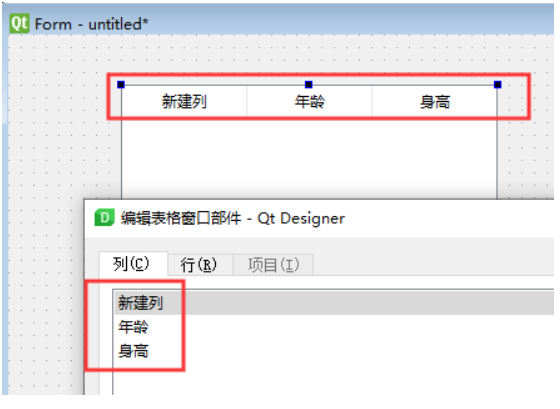 Qt Form - untitled*
新建列 年龄 身高
D 编辑表格窗口部件 - Qt Designer
列(C) 行(R) 项目(I)
新建列
年龄
身高